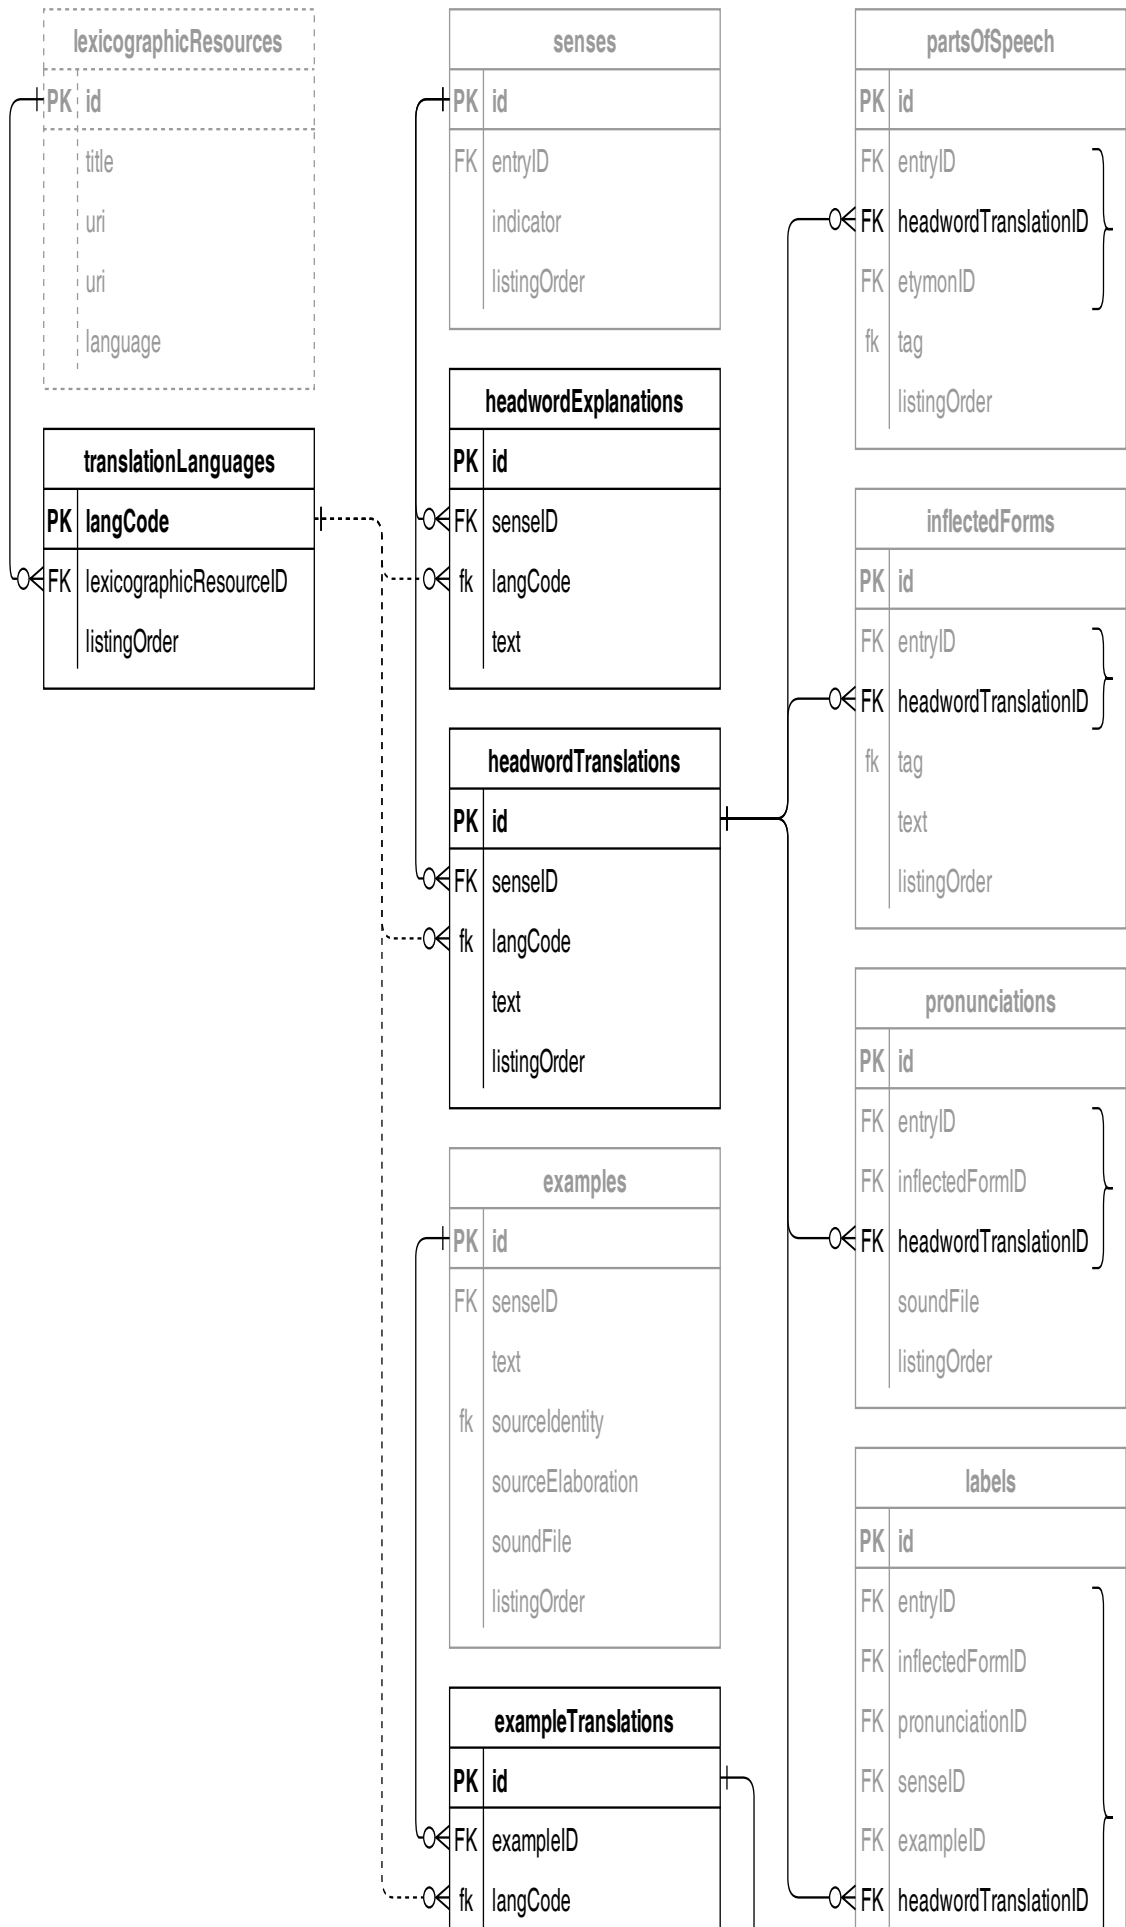 lexicographicResources
PK id
title
uri
uri
language
translationLanguages
PK langCode
FK lexicographicResourceID
listingOrder
senses
PK id
FK entryID
indicator
listingOrder
headwordExplanations
PK id
FK senseID
fk langCode
text
headwordTranslations
PK id
FK senseID
fk langCode
text
listingOrder
examples
PK id
FK senseID
text
fk sourceIdentity
sourceElaboration
soundFile
listingOrder
exampleTranslations
PK id
FK exampleID
fk langCode
partsOfSpeech
PK id
FK entryID
FK headwordTranslationID
FK etymonID
fk tag
listingOrder
inflectedForms
PK id
FK entryID
FK headwordTranslationID
fk tag
text
listingOrder
pronunciations
PK id
FK entryID
FK inflectedFormID
FK headwordTranslationID
soundFile
listingOrder
labels
PK id
FK entryID
FK inflectedFormID
FK pronunciationID
FK senseID
FK exampleID
FK headwordTranslationID